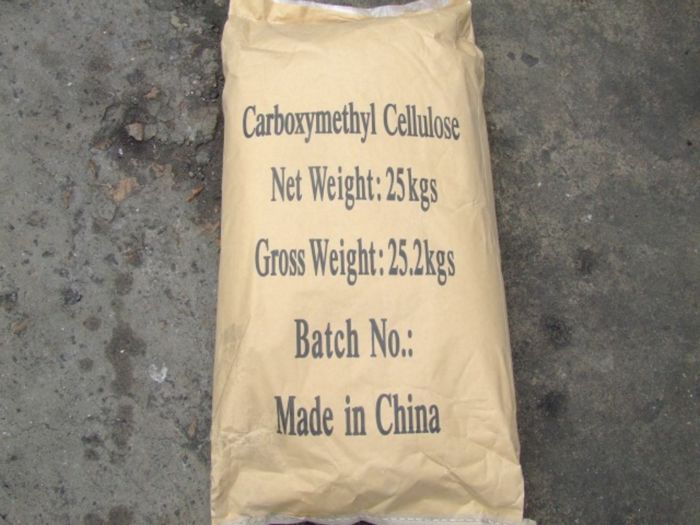 Carboxymethyl Cellulose
Net Weight: 25kgs
Gross Weight: 25.2kgs
Batch No.:
Made in China